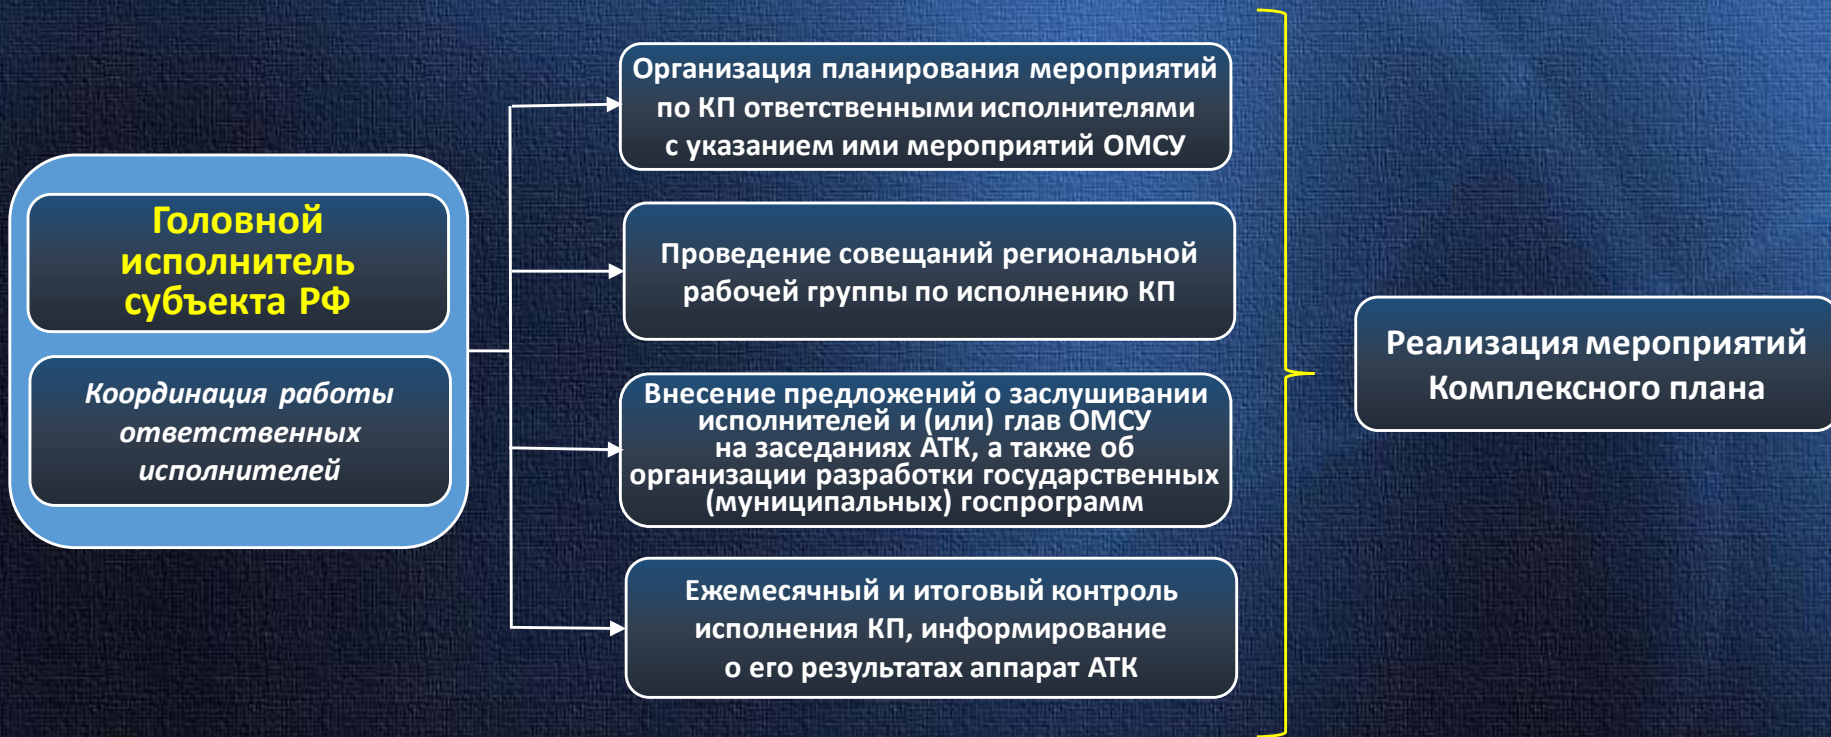 Головной
исполнитель
субъекта РФ
Координация работы
ответственных
исполнителей
Организация планирования мероприятий
по КП ответственными исполнителями
с указанием ими мероприятий ОМСУ
Проведение совещаний региональной
рабочей группы по исполнению КП
Внесение предложений о заслушивании
исполнителей и (или) глав ОМСУ
на заседаниях АТК, а также об
организации разработки государственных
(муниципальных) госпрограмм
Ежемесячный и итоговый контроль
исполнения КП, информирование
о его результатах аппарат АТК
Реализация мероприятий
Комплексного плана